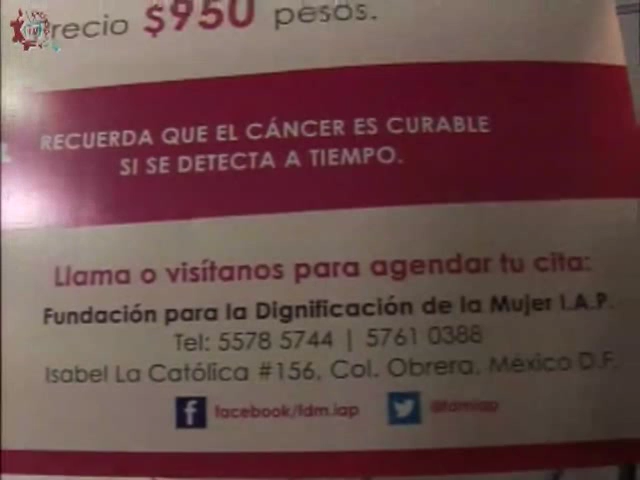 Precio $950 pesos.
RECUERDA QUE EL CÁNCER ES CURABLE
SI SE DETECTA A TIEMPO.
Llama o visítanos para agendar tu cita:
Fundación para la Dignificación de la Mujer I.A.P.
Tel: 5578 5744 | 5761 0388
Isabel La Católica #156, Col. Obrera, México D.F.
facebook/fdm.iap @fdmiap